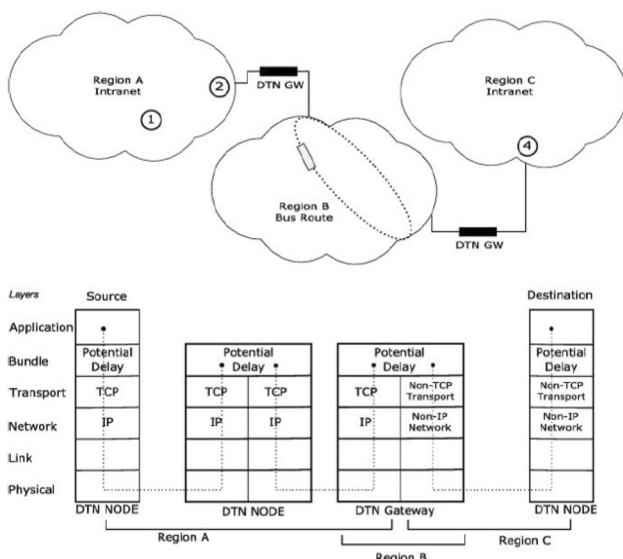 Region A
Intranet
1
2
DTN GW
Region C
Intranet
4
Region B
Bus Route
DTN GW
Layers
Source
Destination
Application
Bundle
Potential
Delay
Potential
Delay
Potential
Delay
Potential
Delay
Transport
TCP
TCP
TCP
TCP
Non-TCP
Transport
Non-TCP
Transport
Network
IP
IP
IP
IP
Non-IP
Network
Non-IP
Network
Link
Physical
DTN NODE
DTN NODE
DTN Gateway
DTN NODE
Region A
Region C
Region B